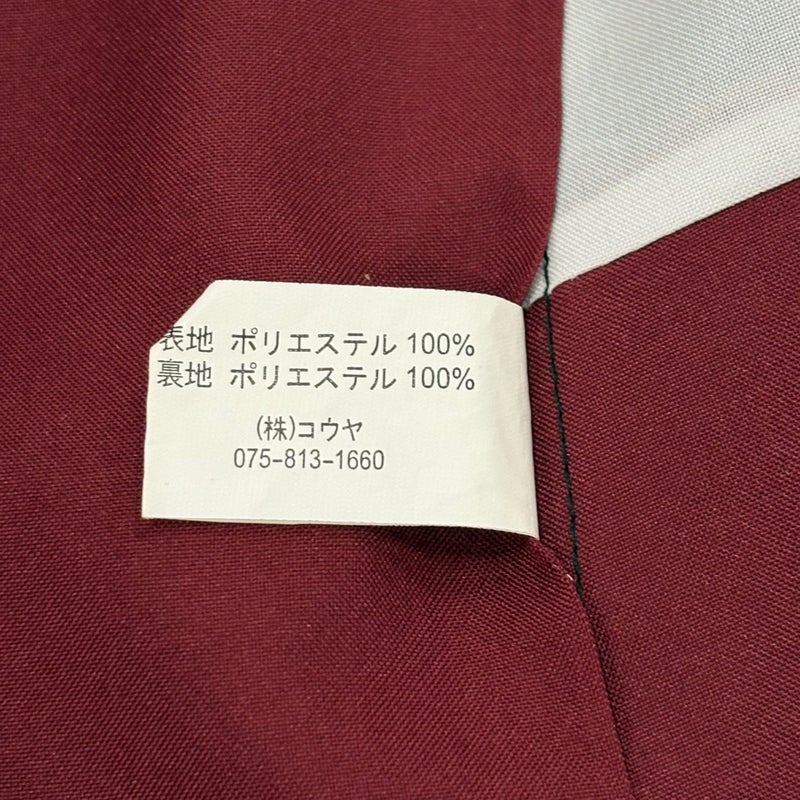 表地 ポリエステル 100%
裏地 ポリエステル 100%
(株)コウヤ
075-813-1660